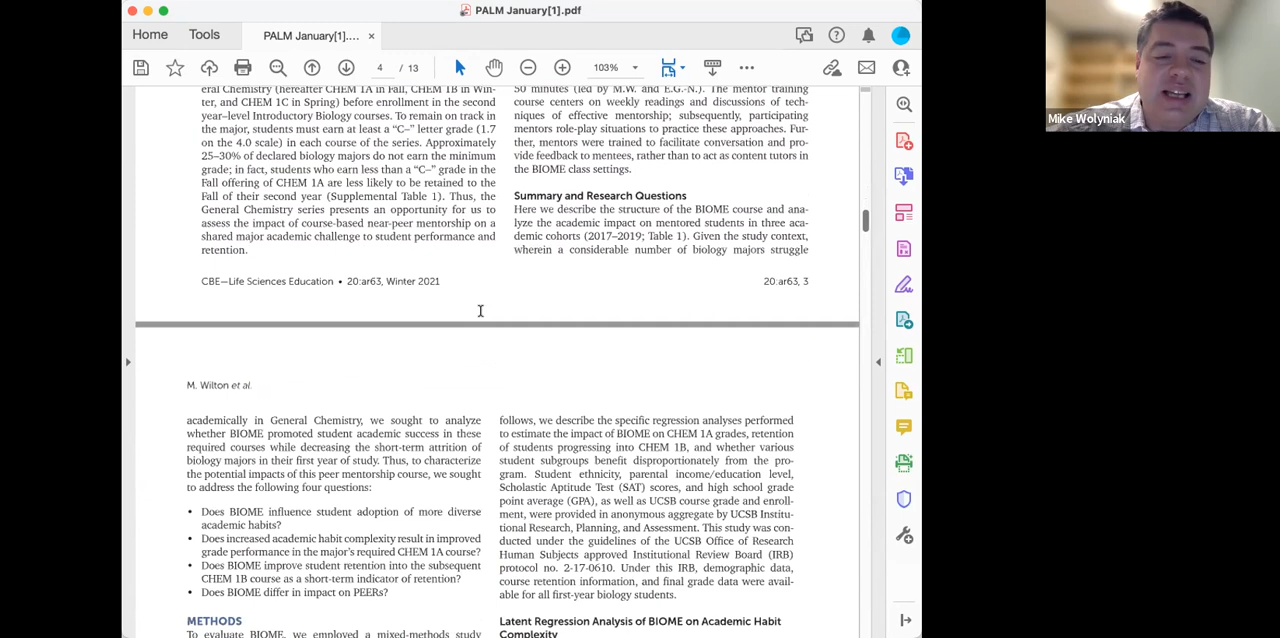 PALM January[1].pdf
Home
Tools
PALM January[1]....
×
4 / 13
103%
Mike Wolyniak
eral Chemistry (hereafter CHEM 1A in Fall, CHEM 1B in Win-
ter, and CHEM 1C in Spring) before enrollment in the second
year–level Introductory Biology courses. To remain on track in
the major, students must earn at least a “C–” letter grade (1.7
on the 4.0 scale) in each course of the series. Approximately
25–30% of declared biology majors do not earn the minimum
grade; in fact, students who earn less than a “C–” grade in the
Fall offering of CHEM 1A are less likely to be retained to the
Fall of their second year (Supplemental Table 1). Thus, the
General Chemistry series presents an opportunity for us to
assess the impact of course-based near-peer mentorship on a
shared major academic challenge to student performance and
retention.
50 minutes (led by M.W. and E.G.-N.). The mentor training
course centers on weekly readings and discussions of tech-
niques of effective mentorship; subsequently, participating
mentors role-play situations to practice these approaches. Fur-
ther, mentors were trained to facilitate conversation and pro-
vide feedback to mentees, rather than to act as content tutors in
the BIOME class settings.
Summary and Research Questions
Here we describe the structure of the BIOME course and ana-
lyze the academic impact on mentored students in three aca-
demic cohorts (2017–2019; Table 1). Given the study context,
wherein a considerable number of biology majors struggle
CBE—Life Sciences Education • 20:ar63, Winter 2021
20:ar63, 3
M. Wilton et al.
academically in General Chemistry, we sought to analyze
whether BIOME promoted student academic success in these
required courses while decreasing the short-term attrition of
biology majors in their first year of study. Thus, to characterize
the potential impacts of this peer mentorship course, we sought
to address the following four questions:
• Does BIOME influence student adoption of more diverse
academic habits?
• Does increased academic habit complexity result in improved
grade performance in the major’s required CHEM 1A course?
• Does BIOME improve student retention into the subsequent
CHEM 1B course as a short-term indicator of retention?
• Does BIOME differ in impact on PEERs?
METHODS
To evaluate BIOME, we employed a mixed-methods study
follows, we describe the specific regression analyses performed
to estimate the impact of BIOME on CHEM 1A grades, retention
of students progressing into CHEM 1B, and whether various
student subgroups benefit disproportionately from the pro-
gram. Student ethnicity, parental income/education level,
Scholastic Aptitude Test (SAT) scores, and high school grade
point average (GPA), as well as UCSB course grade and enroll-
ment, were provided in anonymous aggregate by UCSB Institu-
tional Research, Planning, and Assessment. This study was con-
ducted under the guidelines of the UCSB Office of Research
Human Subjects approved Institutional Review Board (IRB)
protocol no. 2-17-0610. Under this IRB, demographic data,
course retention information, and final grade data were avail-
able for all first-year biology students.
Latent Regression Analysis of BIOME on Academic Habit
Complexity